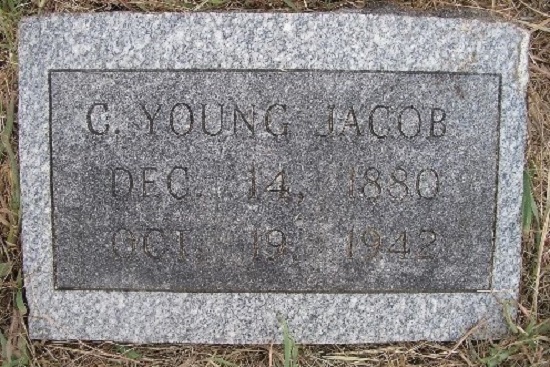 C. YOUNG JACOB
DEC. 14, 1880
OCT. 19, 1942